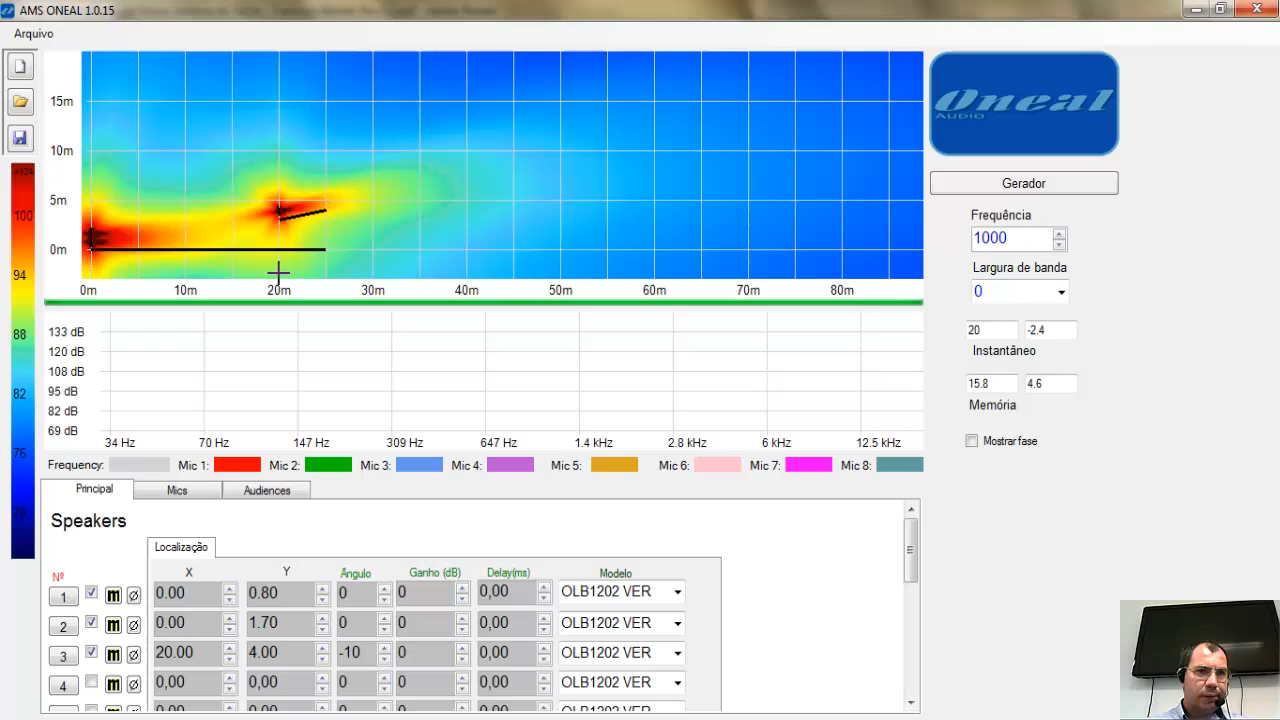 AMS ONEAL 1.0.15
Arquivo
15m
10m
5m
0m
0m 10m 20m 30m 40m 50m 60m 70m 80m
100
94
88
82
76
133 dB
120 dB
108 dB
95 dB
82 dB
69 dB
34 Hz 70 Hz 147 Hz 309 Hz 647 Hz 1.4 kHz 2.8 kHz 6 kHz 12.5 kHz
Frequency: Mic 1: Mic 2: Mic 3: Mic 4: Mic 5: Mic 6: Mic 7: Mic 8:
Oneal
AUDIO
Gerador
Frequência
1000
Largura de banda
0
20 -2.4
Instantâneo
15.8 4.6
Memória
Mostrar fase
Principal Mics Audiences
Speakers
Localização
Nº X Y Ângulo Ganho (dB) Delay(ms) Modelo
1 m ø 0.00 0.80 0 0 0,00 OLB1202 VER
2 m ø 0.00 1.70 0 0 0,00 OLB1202 VER
3 m ø 20.00 4.00 -10 0 0,00 OLB1202 VER
4 m ø 0,00 0,00 0 0 0,00 OLB1202 VER